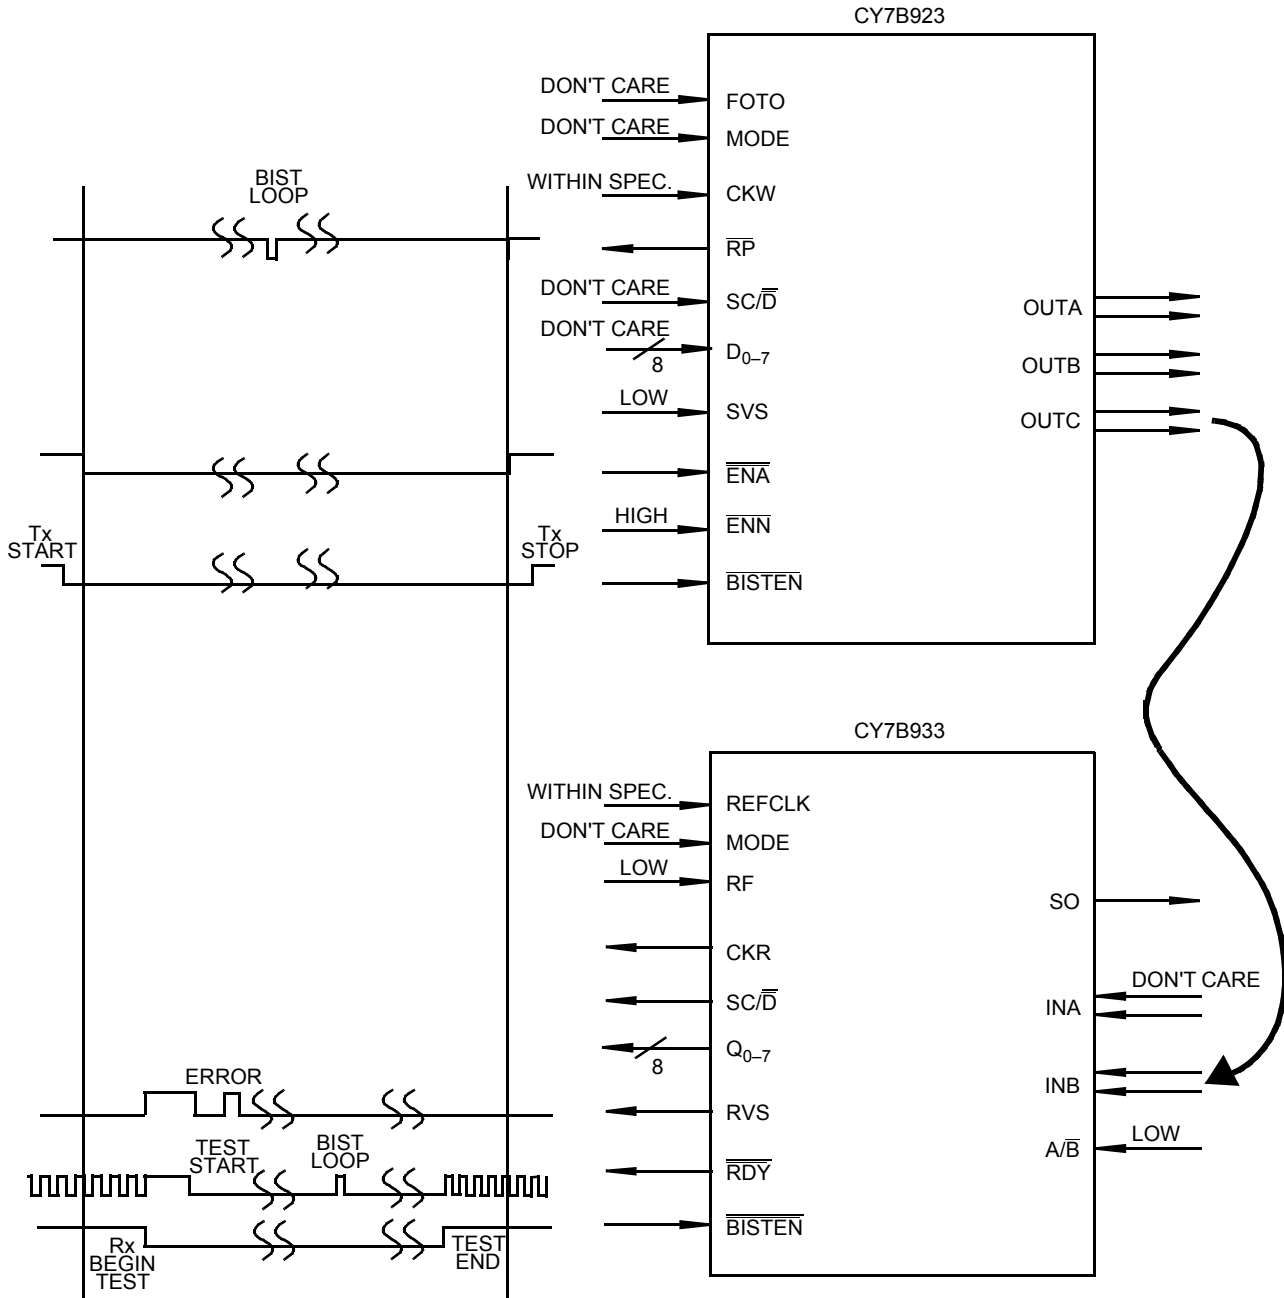 CY7B923
DON'T CARE
FOTO
DON'T CARE
MODE
BIST
LOOP
WITHIN SPEC.
CKW
RP
DON'T CARE
SC/D
OUTA
DON'T CARE
8
D0–7
OUTB
LOW
SVS
OUTC
ENA
Tx
START
Tx
STOP
HIGH
ENN
BISTEN
CY7B933
WITHIN SPEC.
REFCLK
DON'T CARE
MODE
LOW
RF
SO
CKR
DON'T CARE
SC/D
INA
8
Q0–7
ERROR
INB
RVS
TEST
START
BIST
LOOP
LOW
A/B
RDY
BISTEN
Rx
BEGIN
TEST
TEST
END